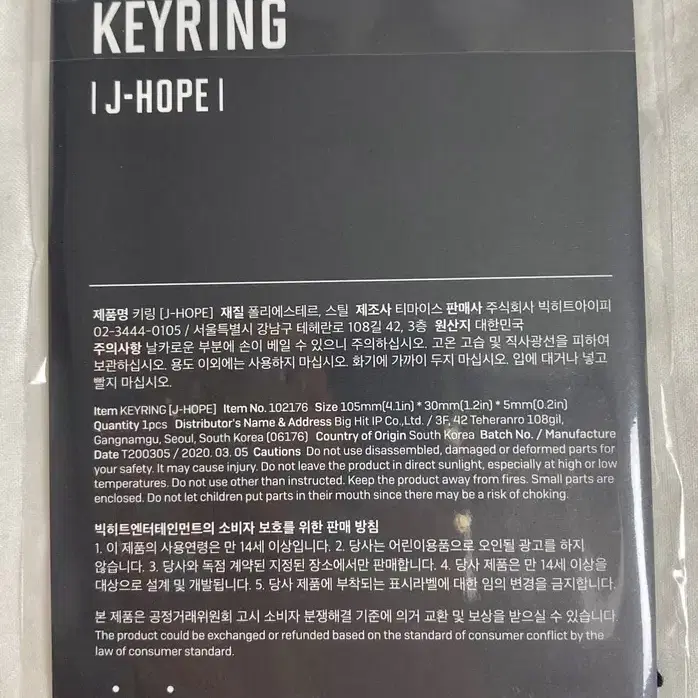 KEYRING
| J-HOPE |
제품명 키링 [J-HOPE] 재질 폴리에스테르, 스틸 제조사 티마이스 판매사 주식회사 빅히트아이피
02-3444-0105 / 서울특별시 강남구 테헤란로 108길 42, 3층 원산지 대한민국
주의사항 날카로운 부분에 손이 베일 수 있으니 주의하십시오. 고온 고습 및 직사광선을 피하여
보관하십시오. 용도 이외에는 사용하지 마십시오. 화기에 가까이 두지 마십시오. 입에 대거나 넣고
빨지 마십시오.
Item KEYRING [J-HOPE] Item No. 102176 Size 105mm(4.1in) * 30mm(1.2in) * 5mm(0.2in)
Quantity 1pcs Distributor's Name & Address Big Hit IP Co.,Ltd. / 3F, 42 Teheranro 108gil,
Gangnamgu, Seoul, South Korea (06176) Country of Origin South Korea Batch No. / Manufacture
Date T200305 / 2020. 03. 05 Cautions Do not use disassembled, damaged or deformed parts for
your safety. It may cause injury. Do not leave the product in direct sunlight, especially at high or low
temperatures. Do not use other than instructed. Keep the product away from fires. Small parts are
enclosed. Do not let children put parts in their mouth since there may be a risk of choking.
빅히트엔터테인먼트의 소비자 보호를 위한 판매 방침
1. 이 제품의 사용연령은 만 14세 이상입니다. 2. 당사는 어린이용품으로 오인될 광고를 하지
않습니다. 3. 당사와 독점 계약된 지정된 장소에서만 판매합니다. 4. 당사 제품은 만 14세 이상을
대상으로 설계 및 개발됩니다. 5. 당사 제품에 부착되는 표시라벨에 대한 임의 변경을 금지합니다.
본 제품은 공정거래위원회 고시 소비자 분쟁해결 기준에 의거 교환 및 보상을 받으실 수 있습니다.
The product could be exchanged or refunded based on the standard of consumer conflict by the
law of consumer standard.